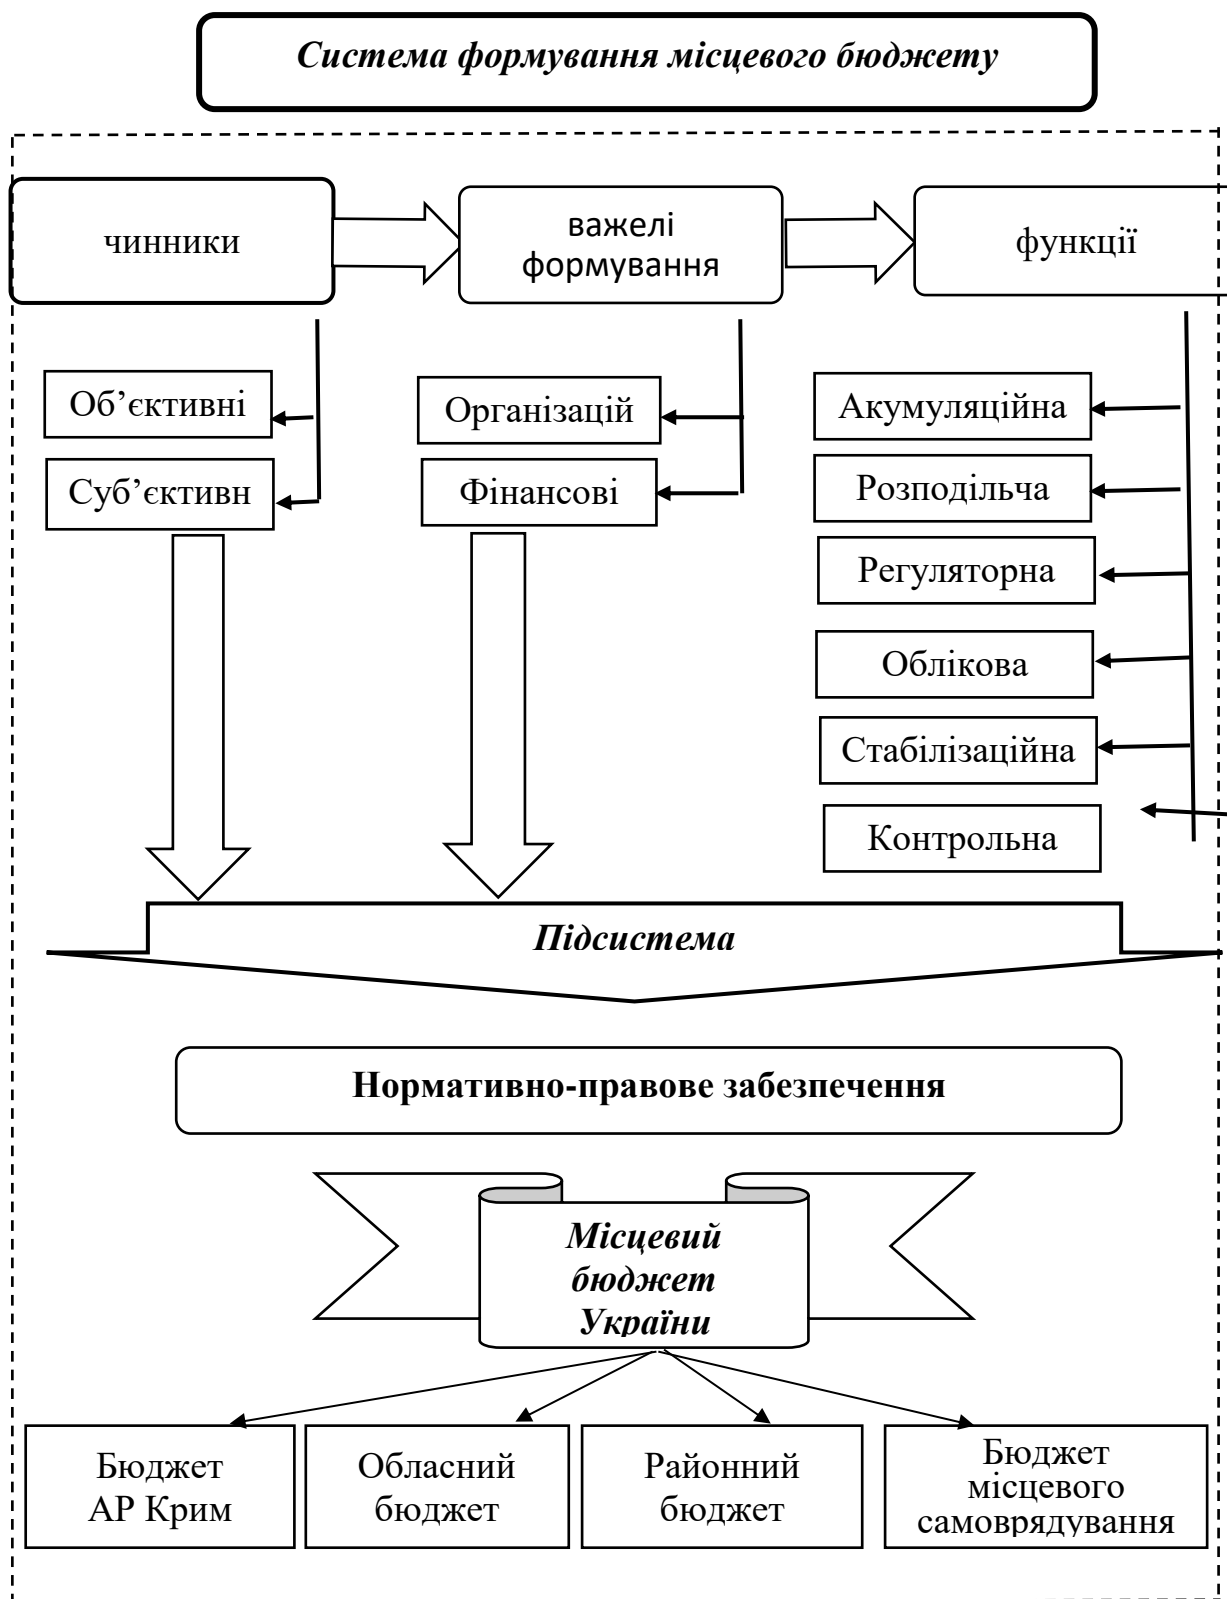 Система формування місцевого бюджету
чинники
важелі
формування
функції
Об’єктивні
Суб’єктивн
Організацій
Фінансові
Акумуляційна
Розподільча
Регуляторна
Облікова
Стабілізаційна
Контрольна
Підсистема
Нормативно-правове забезпечення
Місцевий
бюджет
України
Бюджет
АР Крим
Обласний
бюджет
Районний
бюджет
Бюджет
місцевого
самоврядування